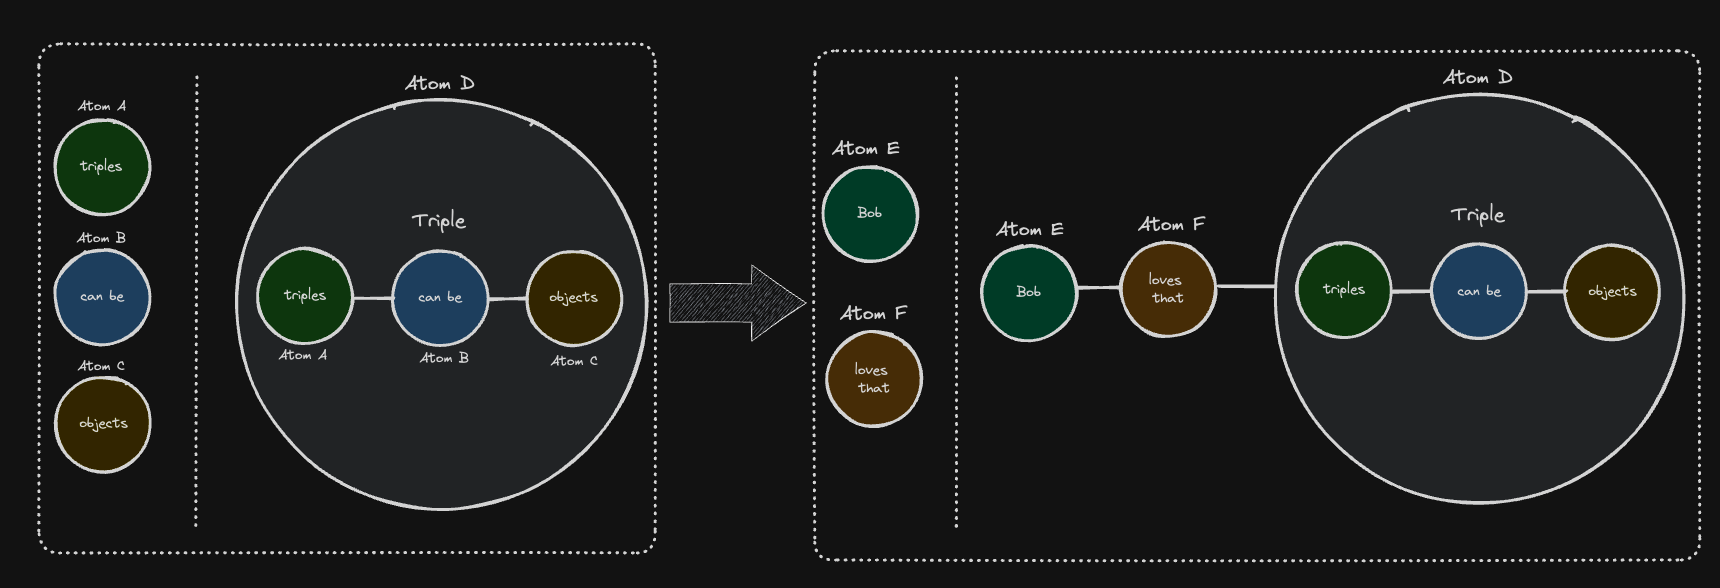 Atom A
triples
Atom B
can be
Atom C
objects
Atom D
Triple
triples
can be
objects
Atom A
Atom B
Atom C
Atom E
Bob
Atom F
loves
that
Atom E
Bob
Atom F
loves
that
Atom D
Triple
triples
can be
objects